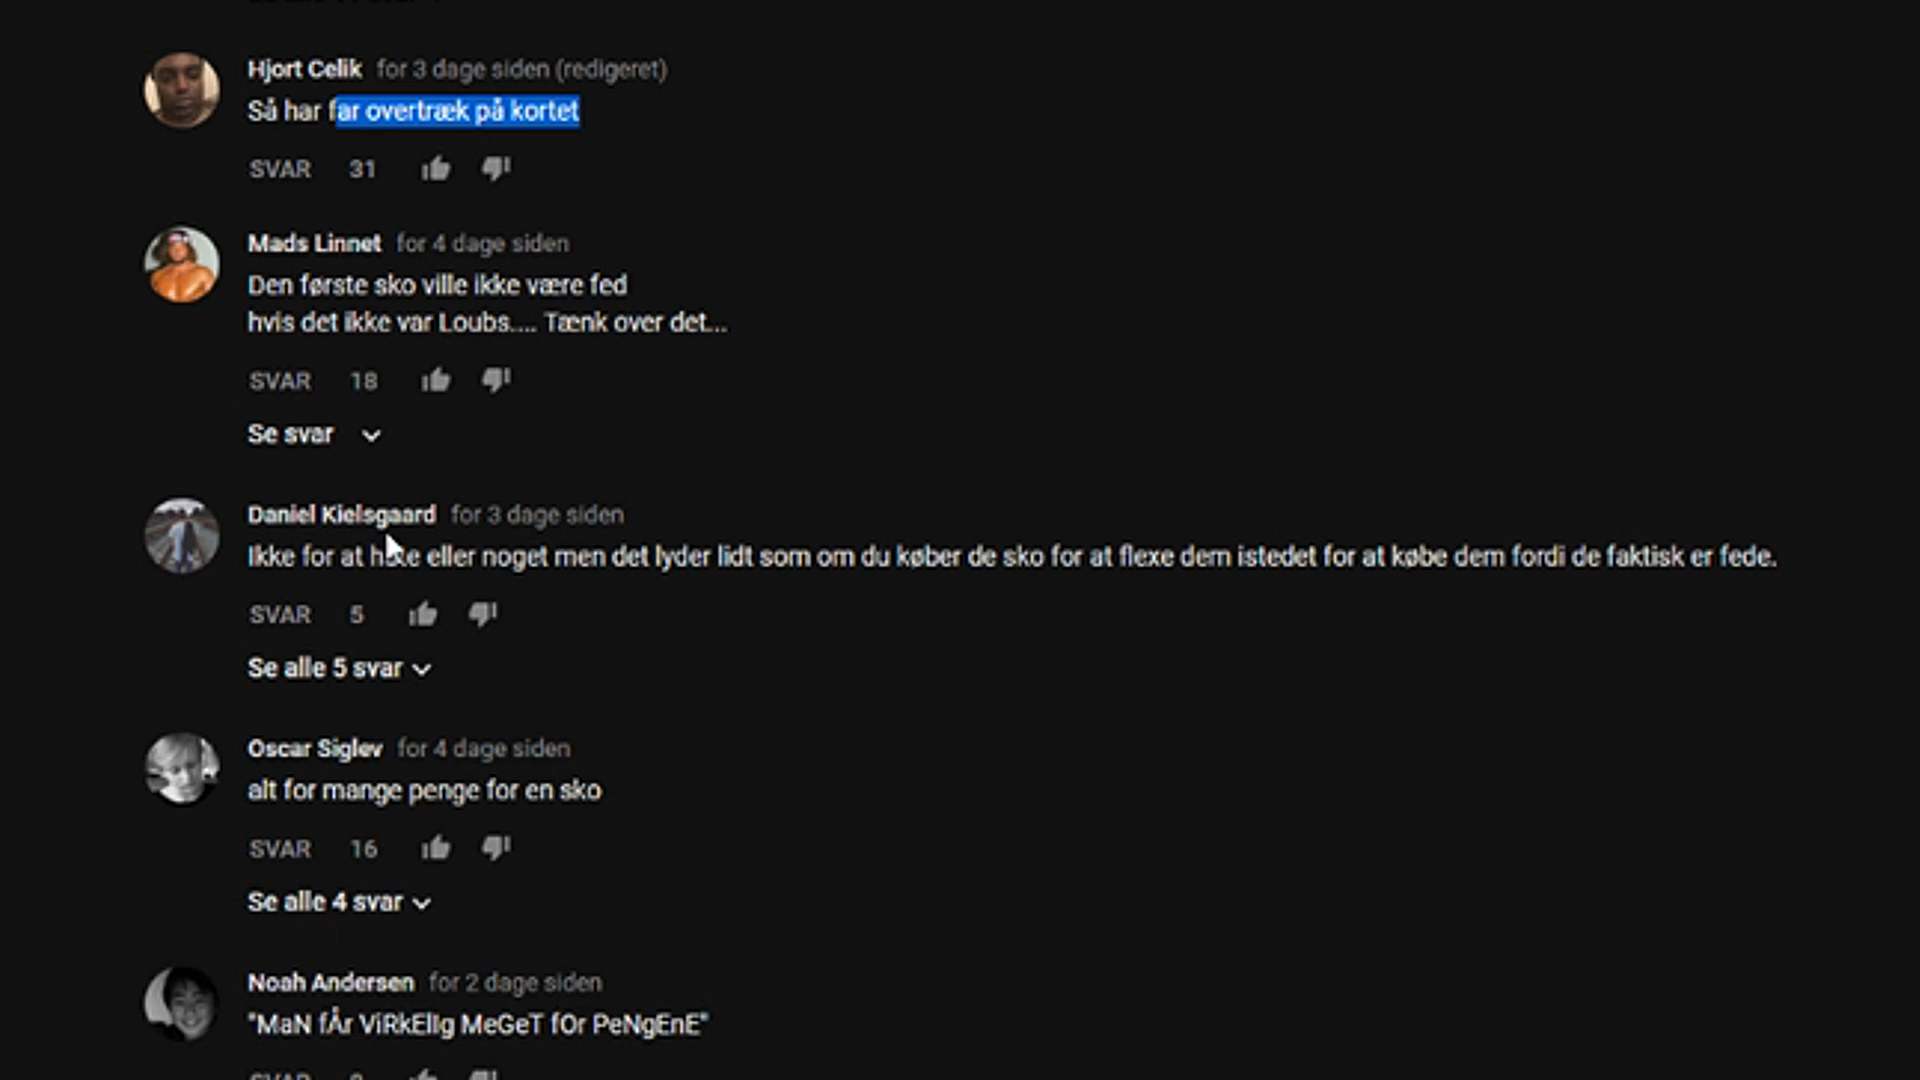 Hjort Celik for 3 dage siden (redigeret)
Så har far overtræk på kortet
SVAR 31
Mads Linnet for 4 dage siden
Den første sko ville ikke være fed
hvis det ikke var Loubs.... Tænk over det...
SVAR 18
Se svar
Daniel Kielsgaard for 3 dage siden
Ikke for at hate eller noget men det lyder lidt som om du køber de sko for at flexe dem istedet for at købe dem fordi de faktisk er fede.
SVAR 5
Se alle 5 svar
Oscar Siglev for 4 dage siden
alt for mange penge for en sko
SVAR 16
Se alle 4 svar
Noah Andersen for 2 dage siden
"MaN fÅr ViRkElIg MeGeT fOr PeNgEnE"
SVAR